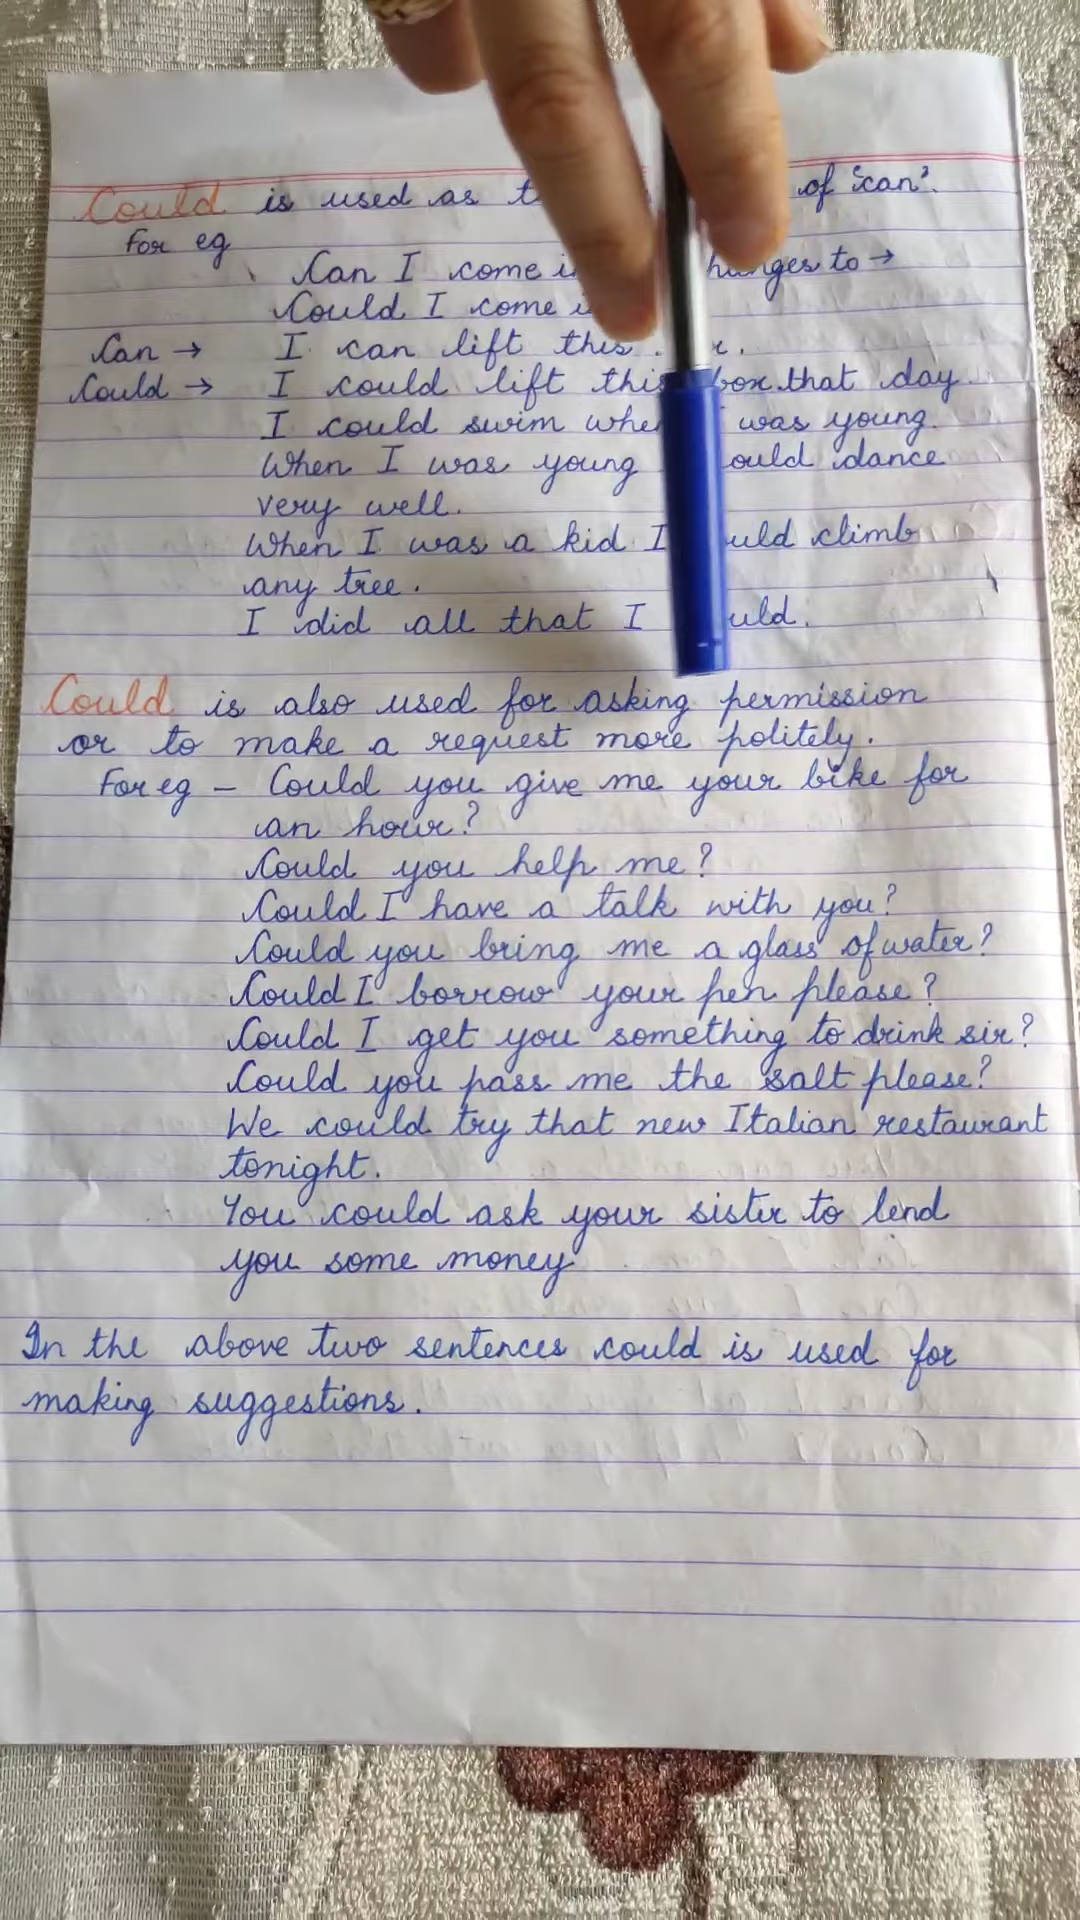 Could is used as of 'can'.
For eg
Can I come to →
Could I come
Can → I can lift this
Could → I could lift this box that day.
I could swim was young.
When I was young dance
very well.
When I was a kid I climb
any tree.
I did all that I
Could is also used for asking permission
or to make a request more politely.
For eg – Could you give me your bike for
an hour?
Could you help me?
Could I have a talk with you?
Could you bring me a glass of water?
Could I borrow your pen please?
Could I get you something to drink sir?
Could you pass me the salt please?
We could try that new Italian restaurant
tonight.
You could ask your sister to lend
you some money
In the above two sentences could is used for
making suggestions.